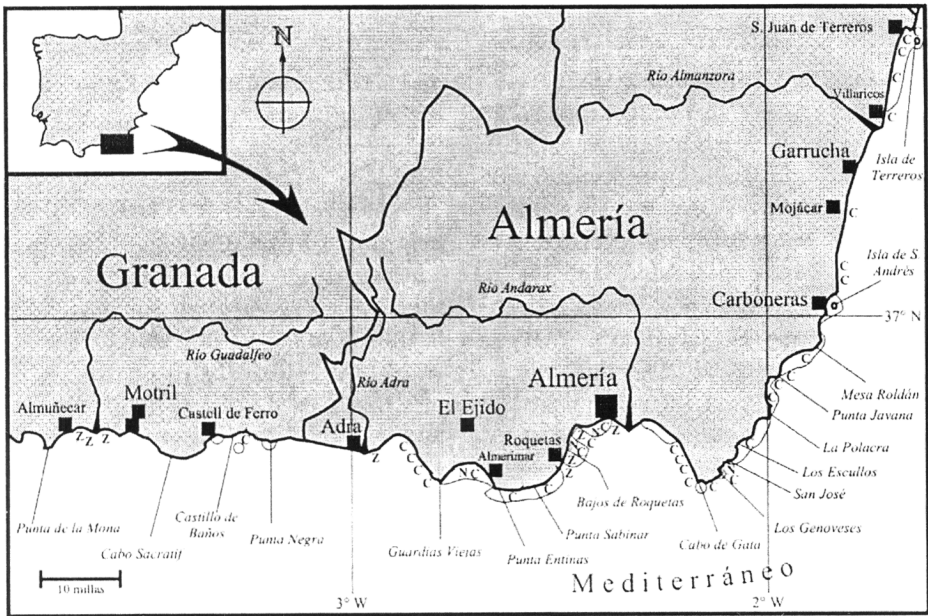 N
S. Juan de Terreros
Río Almanzora
Villaricos
Garrucha
Isla de
Terreros
Mojácar
Almería
Granada
Isla de S.
Andrés
Río Andarax
Carboneras
37° N
Río Guadalfeo
Río Adra
Almería
Mesa Roldán
Motril
El Ejido
Punta Javana
Almuñecar
Castell de Ferro
Adra
Roquetas
La Polacra
Almerimar
Los Escullos
San José
Bajos de Roquetas
Castillo de
Baños
Punta de la Mona
Punta Negra
Punta Sabinar
Los Genoveses
Cabo Sacratif
Guardias Viejas
Punta Entinas
Cabo de Gata
Mediterráneo
10 millas
3° W
2° W